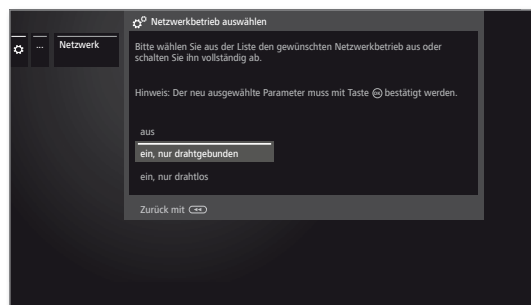 Netzwerkbetrieb auswählen
... Netzwerk
Bitte wählen Sie aus der Liste den gewünschten Netzwerkbetrieb aus oder
schalten Sie ihn vollständig ab.
Hinweis: Der neu ausgewählte Parameter muss mit Taste OK bestätigt werden.
aus
ein, nur drahtgebunden
ein, nur drahtlos
Zurück mit